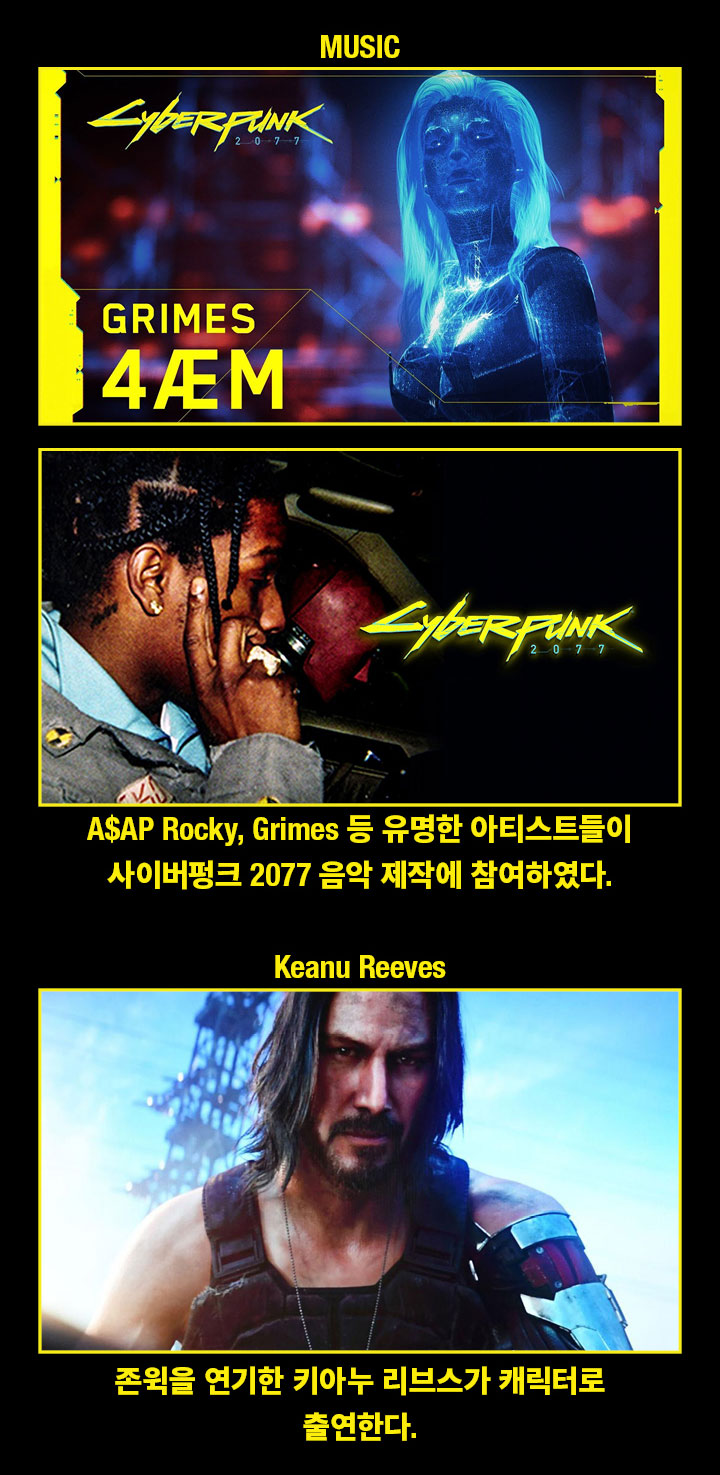 MUSIC
CYBERPUNK
2077
GRIMES
4ÆM
CYBERPUNK
2077
A$AP Rocky, Grimes 등 유명한 아티스트들이
사이버펑크 2077 음악 제작에 참여하였다.
Keanu Reeves
존윅을 연기한 키아누 리브스가 캐릭터로
출연한다.